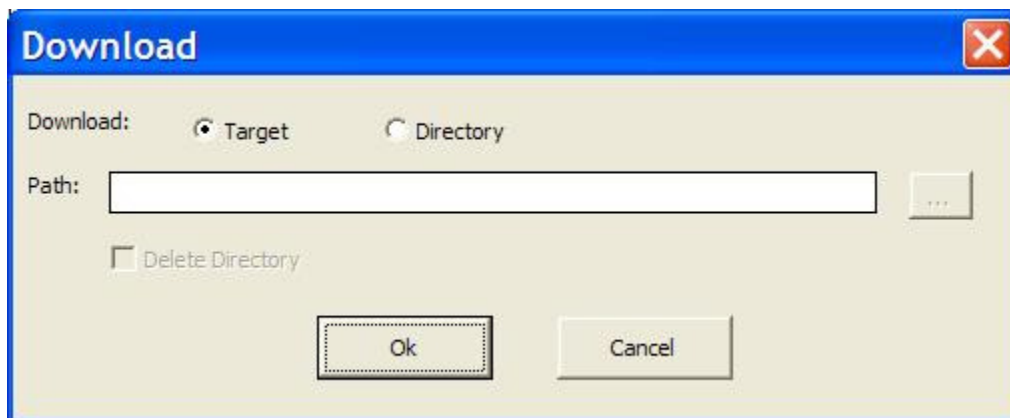 Download
Download: Target Directory
Path: ...
Delete Directory
Ok Cancel